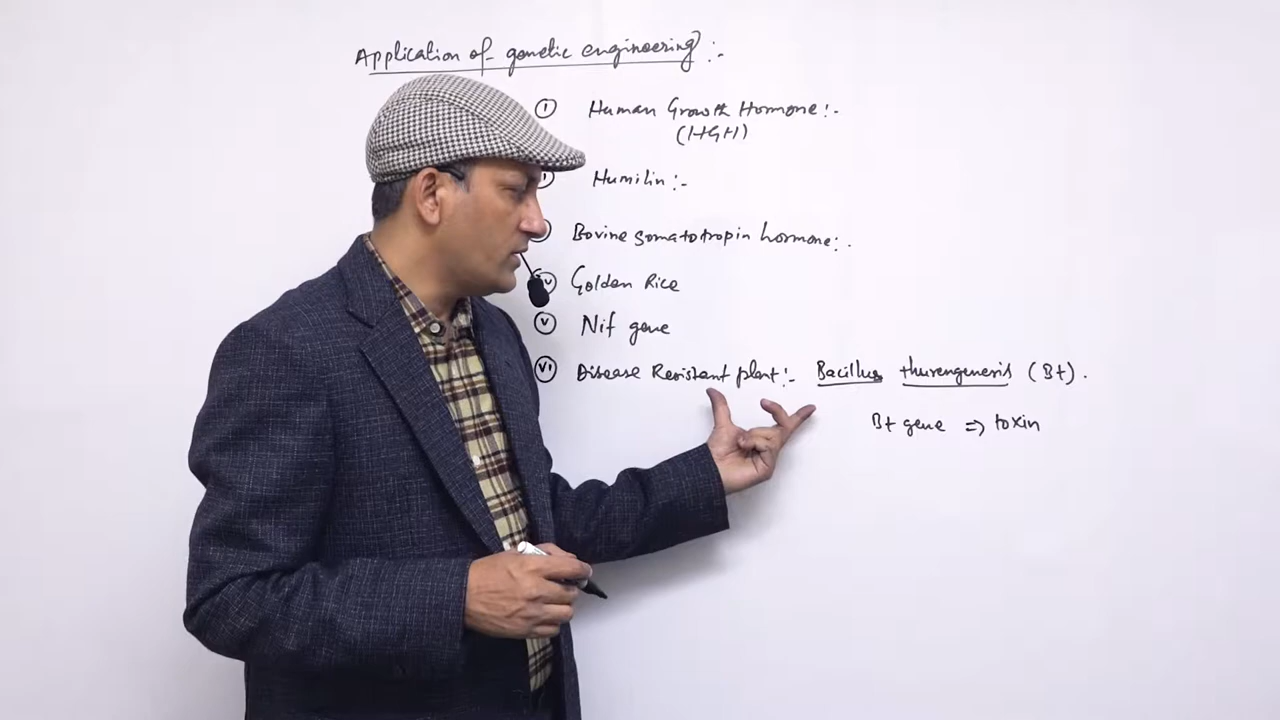 Application of genetic engineering :-
(i) Human Growth Hormone :-
(HGH)
Humilin :-
Bovine somatotropin hormone :.
Golden Rice
(v) Nif gene
(vi) Disease Resistant plant :- Bacillus thurengenesis (Bt).
Bt gene => toxin